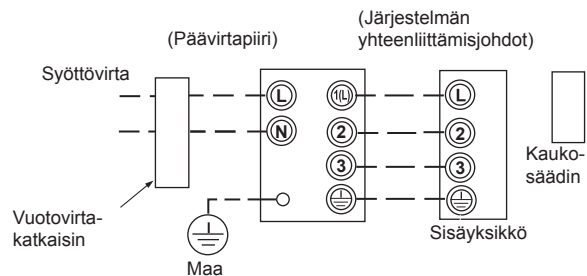 (Päävirtapiiri)
(Järjestelmän
yhteenliittämisjohdot)
Syöttövirta
L
1(L)
L
N
2
2
3
3
Kauko-
säädin
Vuotovirta-
katkaisin
Sisäyksikkö
Maa